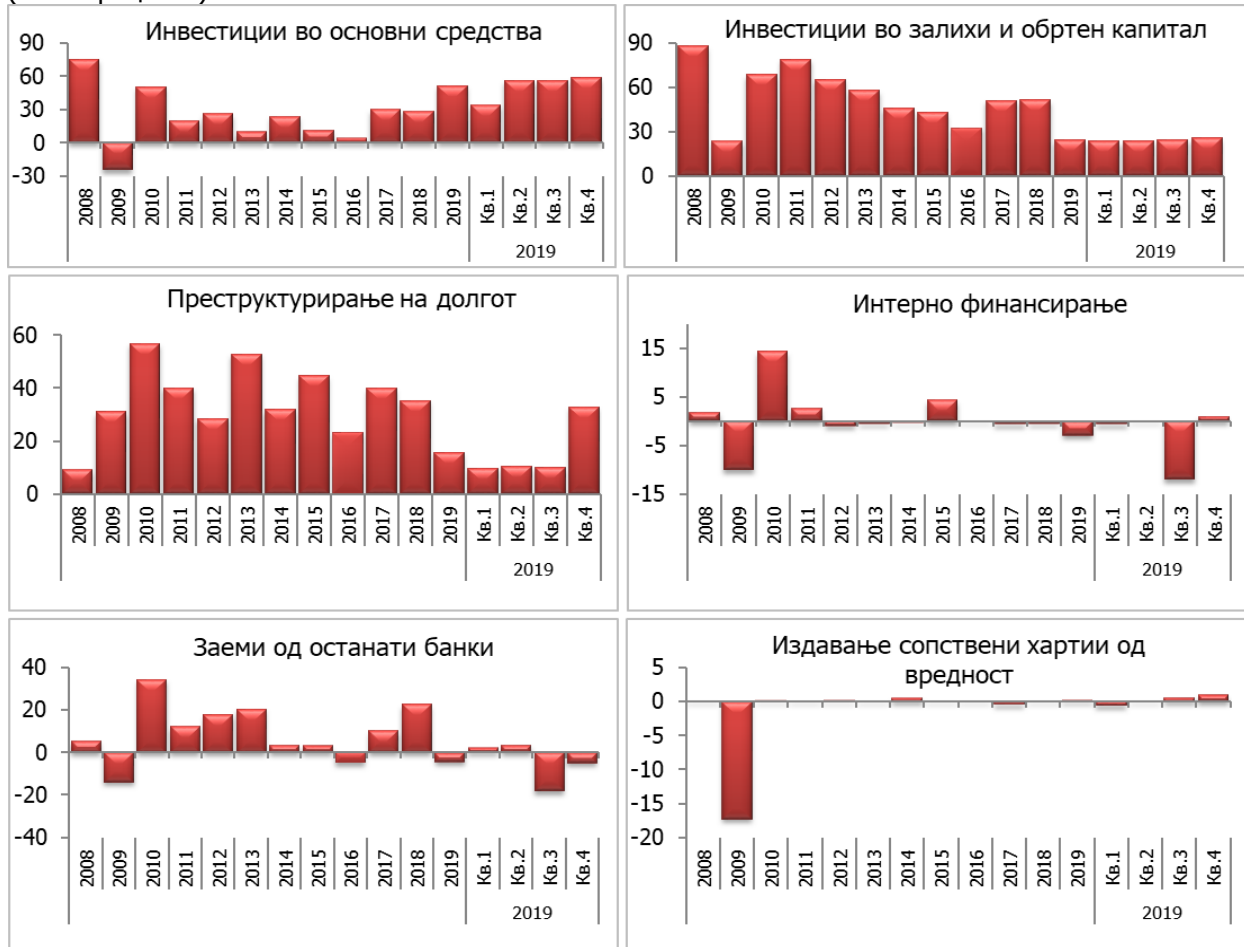 Инвестиции во основни средства
90
60
30
0
-30
2008 2009 2010 2011 2012 2013 2014 2015 2016 2017 2018 2019 Кв.1 Кв.2 Кв.3 Кв.4
2019
Инвестиции во залихи и обртен капитал
90
60
30
0
2008 2009 2010 2011 2012 2013 2014 2015 2016 2017 2018 2019 Кв.1 Кв.2 Кв.3 Кв.4
2019
Преструктурирање на долгот
60
40
20
0
2008 2009 2010 2011 2012 2013 2014 2015 2016 2017 2018 2019 Кв.1 Кв.2 Кв.3 Кв.4
2019
Интерно финансирање
15
5
-5
-15
2008 2009 2010 2011 2012 2013 2014 2015 2016 2017 2018 2019 Кв.1 Кв.2 Кв.3 Кв.4
2019
Заеми од останати банки
40
20
0
-20
-40
2008 2009 2010 2011 2012 2013 2014 2015 2016 2017 2018 2019 Кв.1 Кв.2 Кв.3 Кв.4
2019
Издавање сопствени хартии од
вредност
5
0
-5
-10
-15
-20
2008 2009 2010 2011 2012 2013 2014 2015 2016 2017 2018 2019 Кв.1 Кв.2 Кв.3 Кв.4
2019